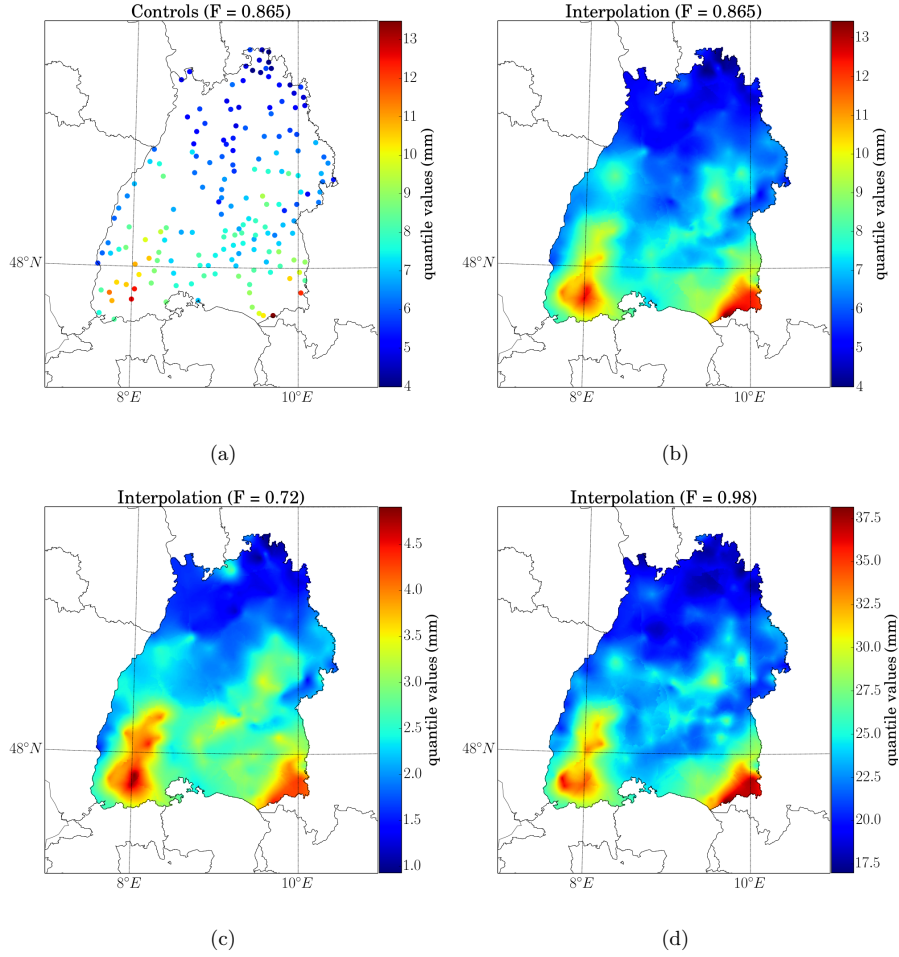 Controls (F = 0.865)
13
12
11
10
9
8
7
6
5
4
quantile values (mm)
48°N
8°E
10°E
(a)
Interpolation (F = 0.865)
13
12
11
10
9
8
7
6
5
4
quantile values (mm)
48°N
8°E
10°E
(b)
Interpolation (F = 0.72)
4.5
4.0
3.5
3.0
2.5
2.0
1.5
1.0
quantile values (mm)
48°N
8°E
10°E
(c)
Interpolation (F = 0.98)
37.5
35.0
32.5
30.0
27.5
25.0
22.5
20.0
17.5
quantile values (mm)
48°N
8°E
10°E
(d)